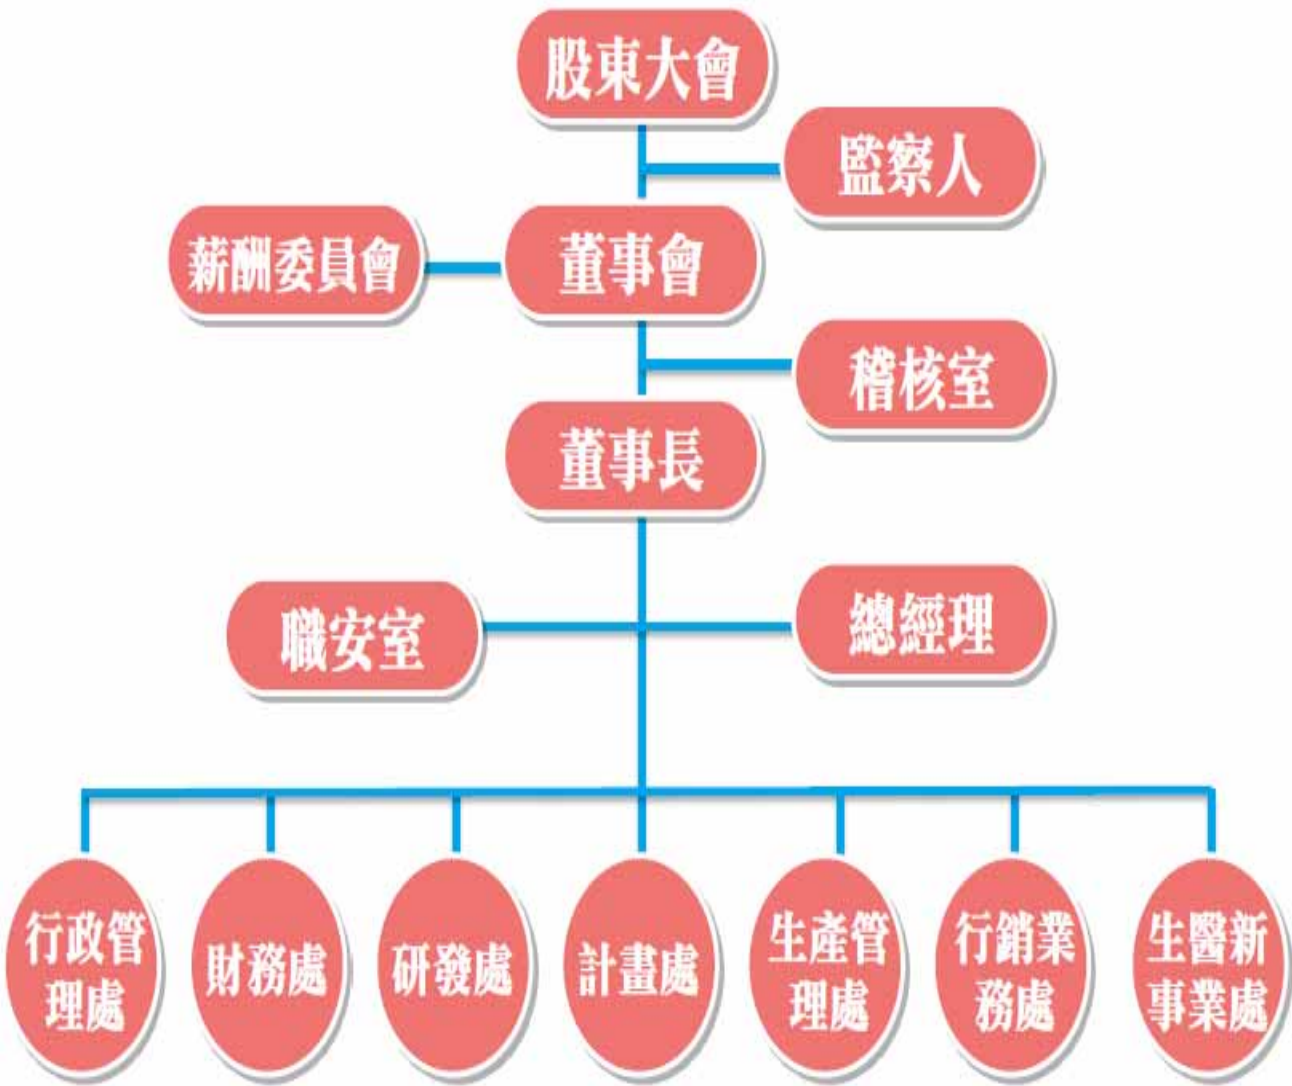 股東大會
監察人
薪酬委員會
董事會
稽核室
董事長
職安室
總經理
行政管
理處
財務處
研發處
計畫處
生產管
理處
行銷業
務處
生醫新
事業處